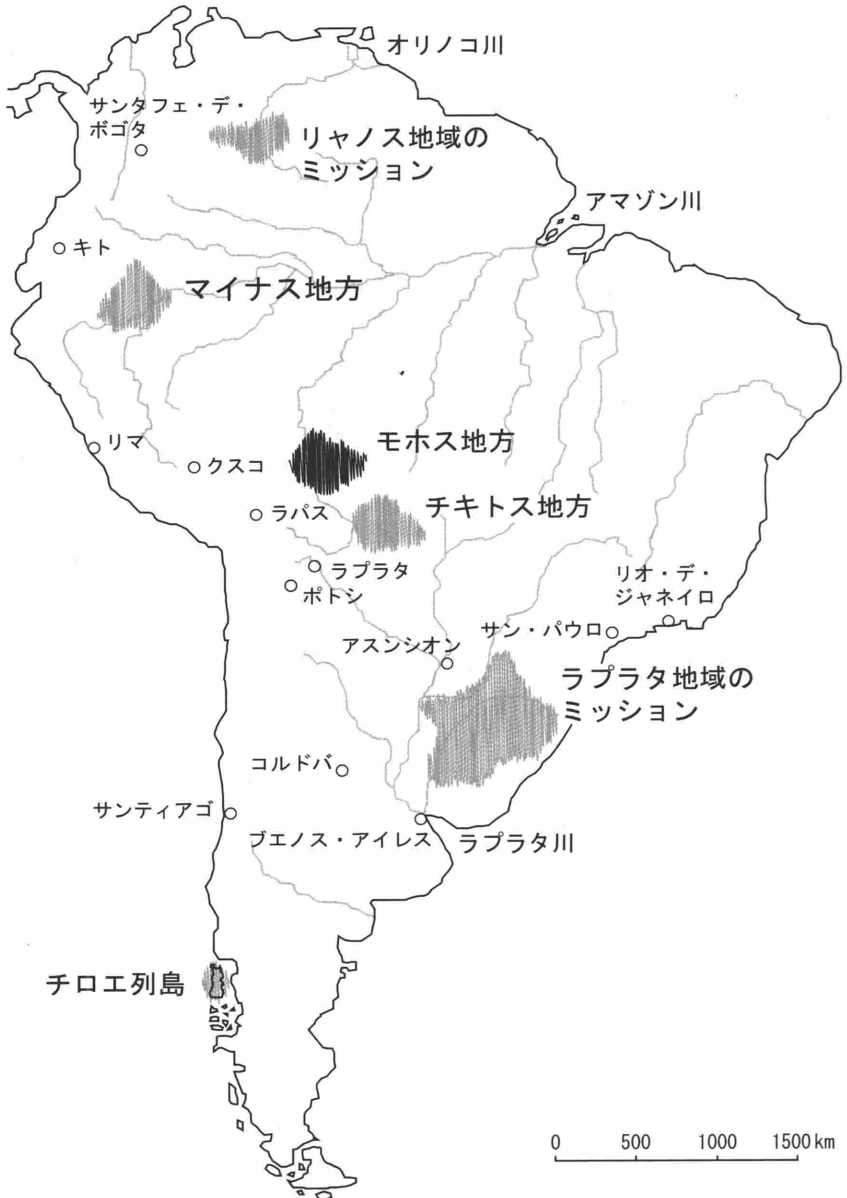 オリノコ川
サンタフェ・デ・
ボゴタ
リャノス地域の
ミッション
アマゾン川
キト
マイナス地方
リマ
クスコ
モホス地方
チキトス地方
ラパス
ラプラタ
ポトシ
リオ・デ・
ジャネイロ
サン・パウロ
アスンシオン
ラプラタ地域の
ミッション
コルドバ
サンティアゴ
ブエノス・アイレス
ラプラタ川
チロエ列島
0 500 1000 1500km